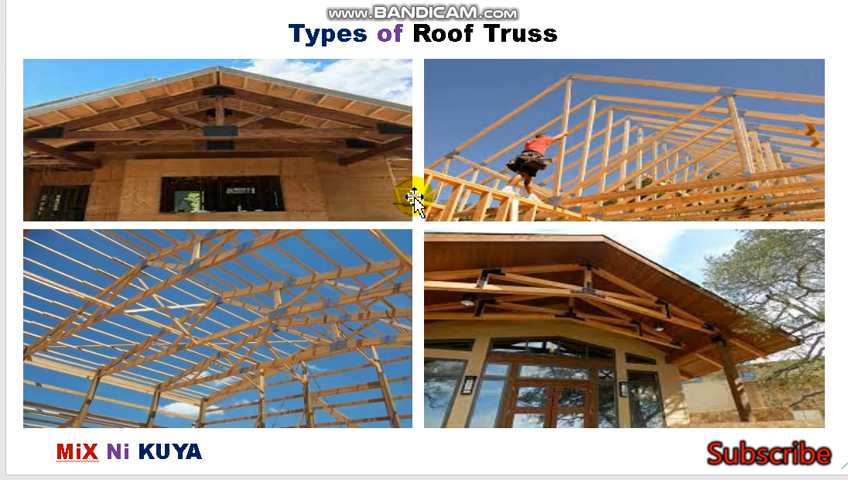 www.BANDICAM.com
Types of Roof Truss
MiX Ni KUYA
Subscribe